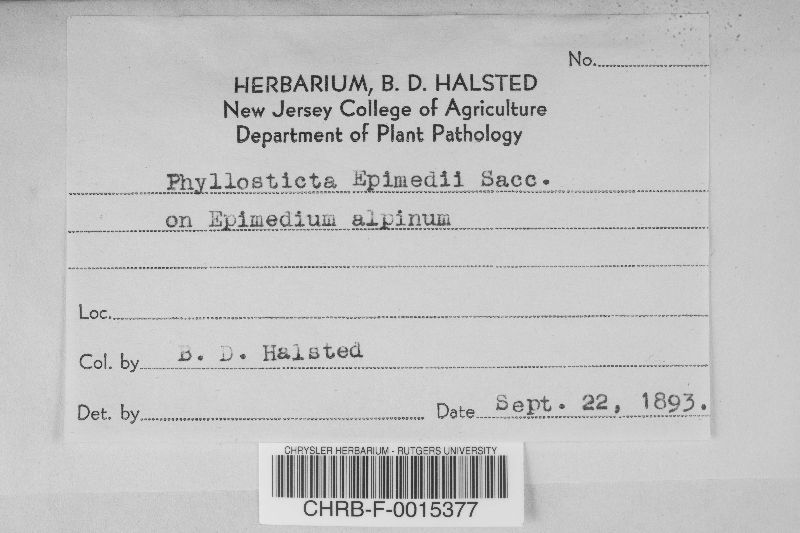 No.
HERBARIUM, B. D. HALSTED
New Jersey College of Agriculture
Department of Plant Pathology
Phyllosticta Epimedii Sacc.
on Epimedium alpinum
Loc.
Col. by B. D. Halsted
Det. by Date Sept. 22, 1893.
CHRYSLER HERBARIUM - RUTGERS UNIVERSITY
CHRB-F-0015377